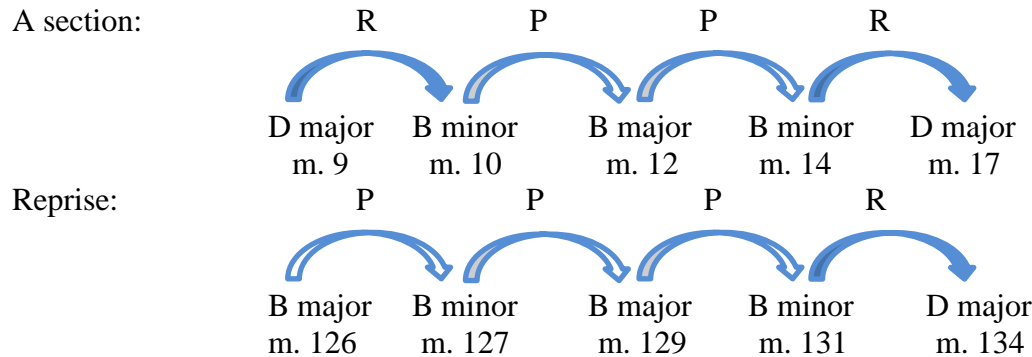 A section: R P P R
D major B minor B major B minor D major
m. 9 m. 10 m. 12 m. 14 m. 17
Reprise: P P P R
B major B minor B major B minor D major
m. 126 m. 127 m. 129 m. 131 m. 134